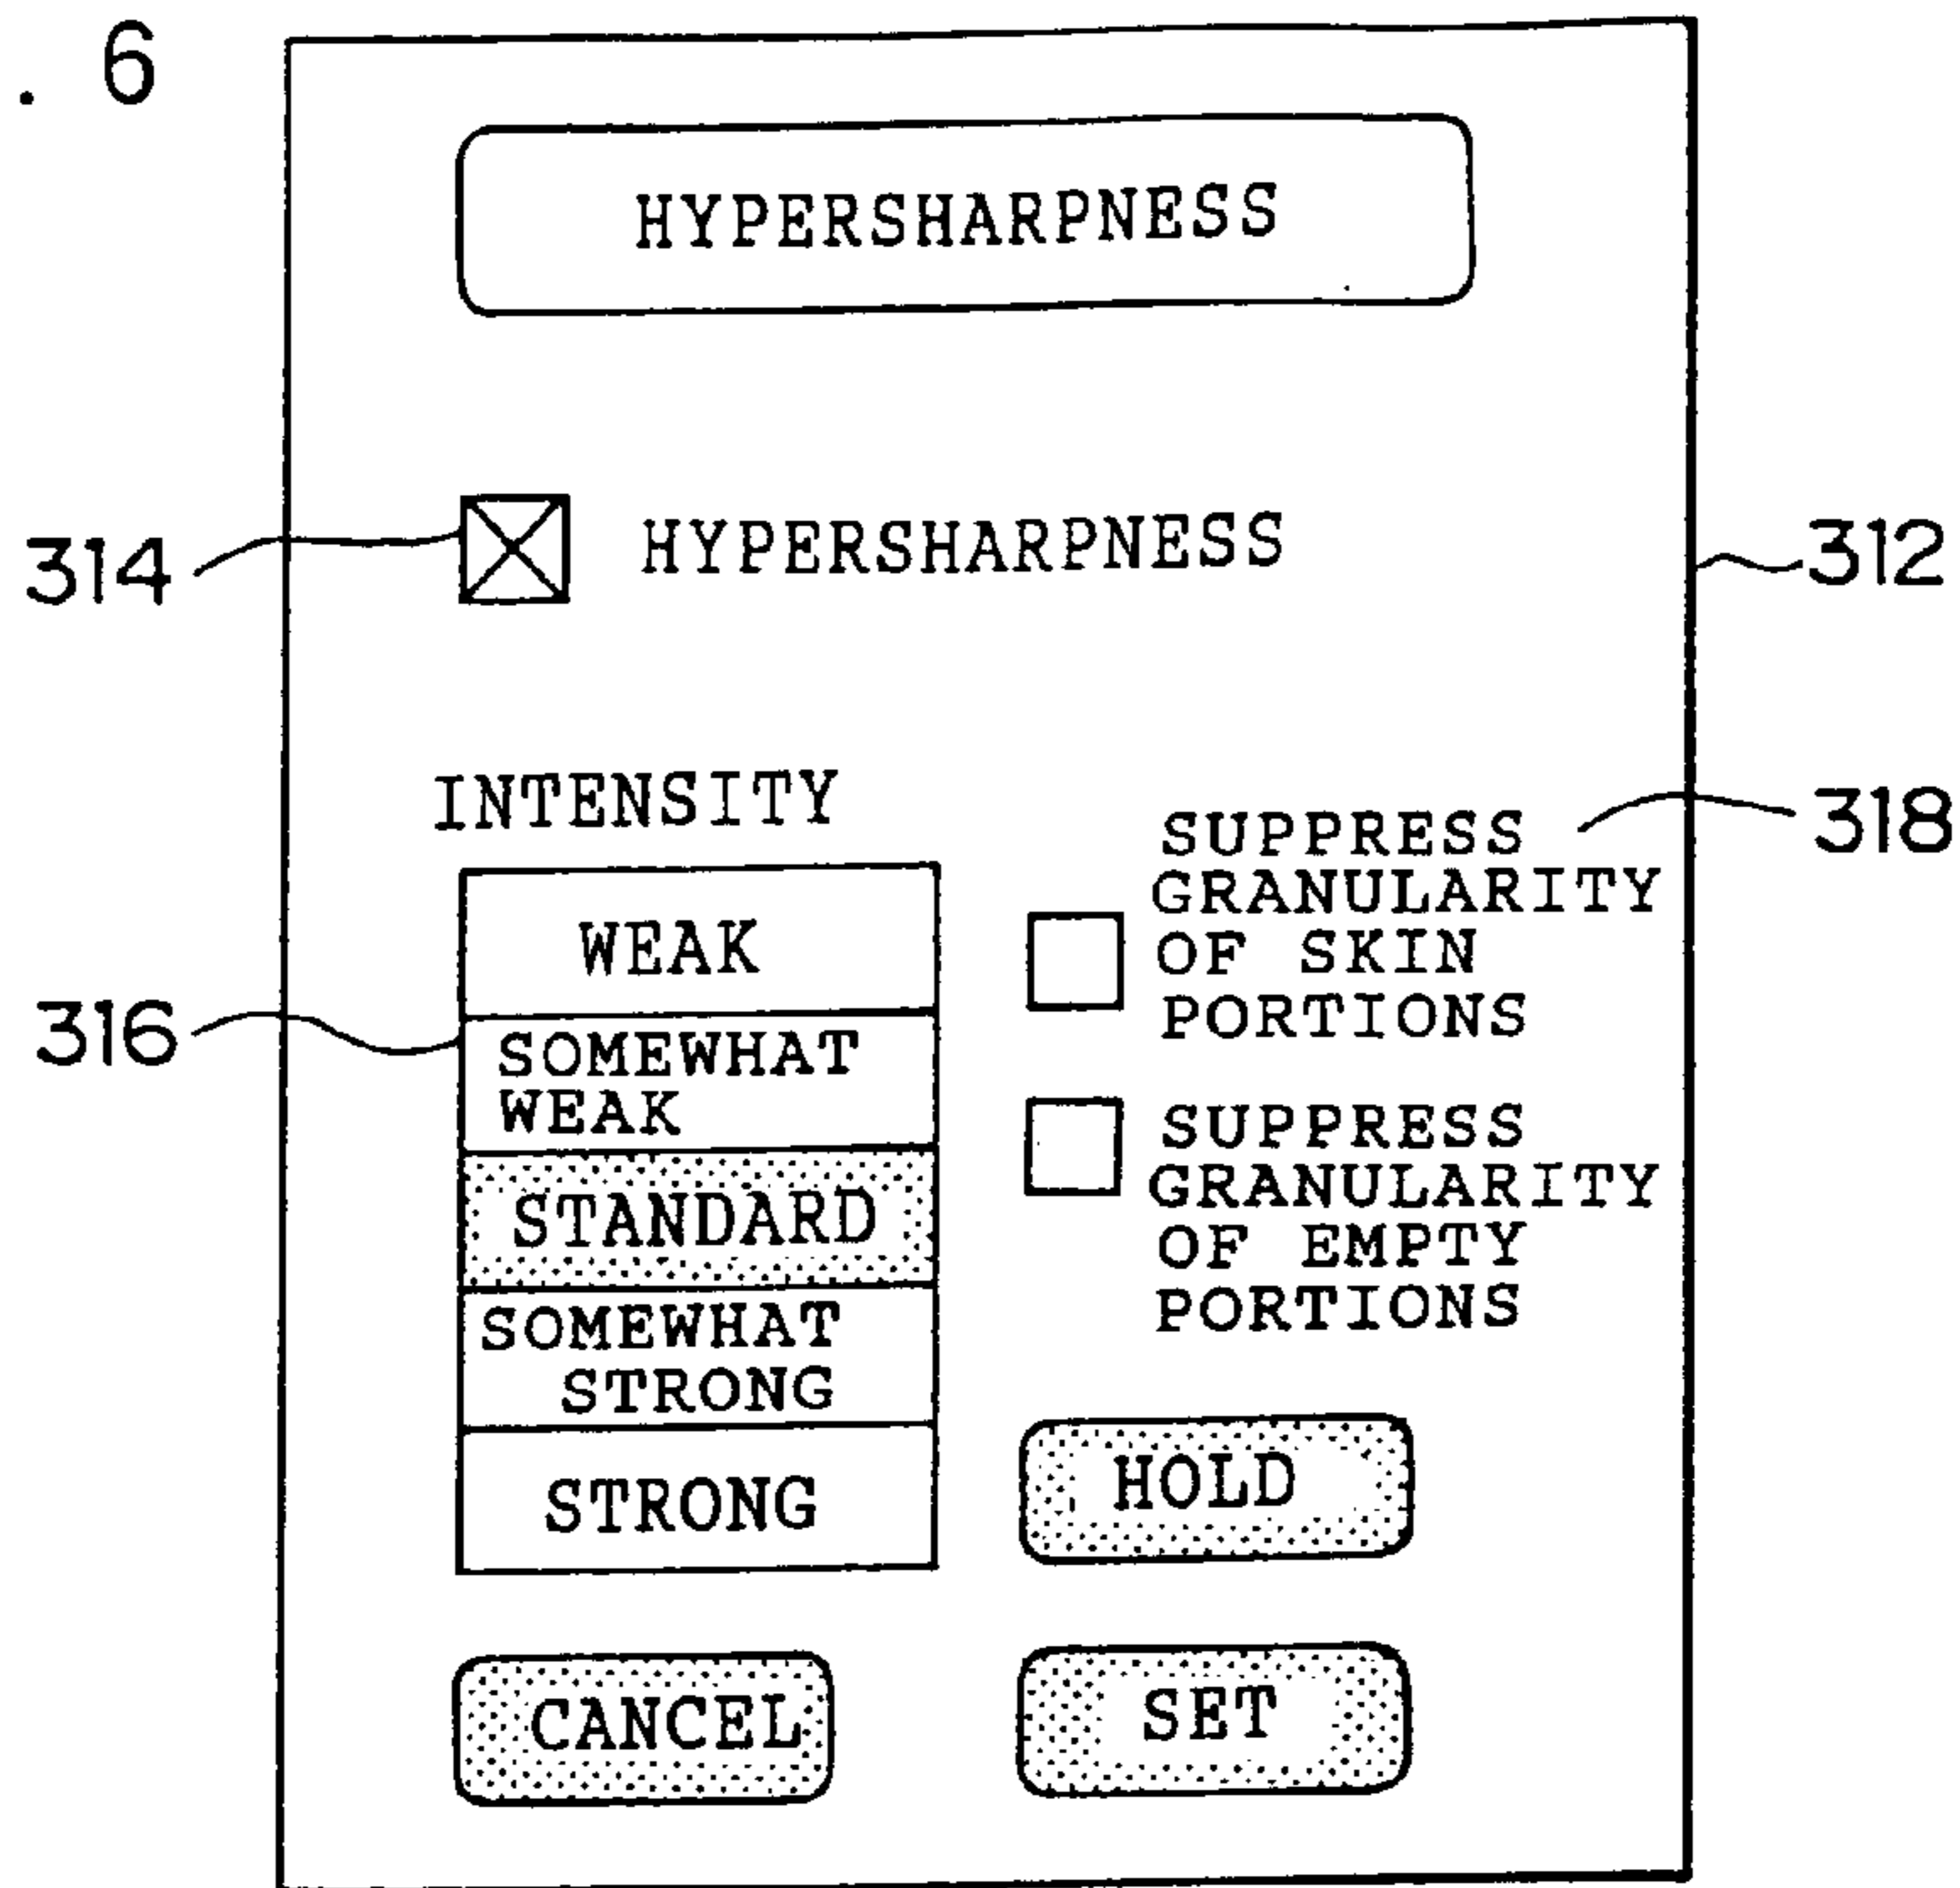 . 6
HYPERSHARPNESS
314
HYPERSHARPNESS
312
INTENSITY
WEAK
SOMEWHAT
WEAK
STANDARD
SOMEWHAT
STRONG
STRONG
316
SUPPRESS
GRANULARITY
OF SKIN
PORTIONS
318
SUPPRESS
GRANULARITY
OF EMPTY
PORTIONS
HOLD
CANCEL
SET